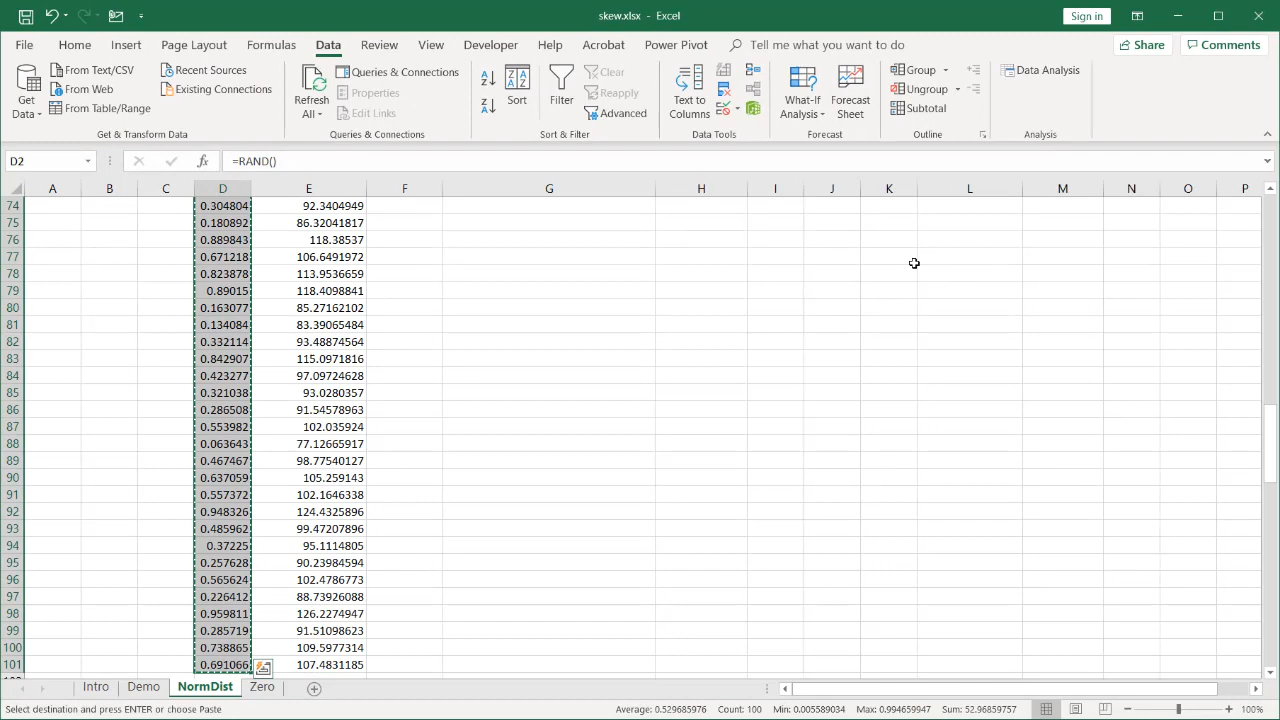 skew.xlsx - Excel
Sign in
File Home Insert Page Layout Formulas Data Review View Developer Help Acrobat Power Pivot Tell me what you want to do Share Comments
Get Data
From Text/CSV
From Web
From Table/Range
Recent Sources
Existing Connections
Get & Transform Data
Refresh All
Queries & Connections
Properties
Edit Links
Queries & Connections
Sort
Filter
Clear
Reapply
Advanced
Sort & Filter
Text to Columns
Data Tools
What-If Analysis
Forecast Sheet
Forecast
Group
Ungroup
Subtotal
Outline
Data Analysis
Analysis
D2 fx =RAND()
A B C D E F G H I J K L M N O P
74 0.304804 92.3404949
75 0.180892 86.32041817
76 0.889843 118.38537
77 0.671218 106.6491972
78 0.823878 113.9536659
79 0.89015 118.4098841
80 0.163077 85.27162102
81 0.134084 83.39065484
82 0.332114 93.48874564
83 0.842907 115.0971816
84 0.423277 97.09724628
85 0.321038 93.0280357
86 0.286508 91.54578963
87 0.553982 102.035924
88 0.063643 77.12665917
89 0.467467 98.77540127
90 0.637059 105.259143
91 0.557372 102.1646338
92 0.948326 124.4325896
93 0.485962 99.47207896
94 0.37225 95.1114805
95 0.257628 90.23984594
96 0.565624 102.4786773
97 0.226412 88.73926088
98 0.959811 126.2274947
99 0.285719 91.51098623
100 0.738865 109.5977314
101 0.691066 107.4831185
Intro Demo NormDist Zero
Select destination and press ENTER or choose Paste Average: 0.529685976 Count: 100 Min: 0.005589034 Max: 0.994659947 Sum: 52.96859757 100%